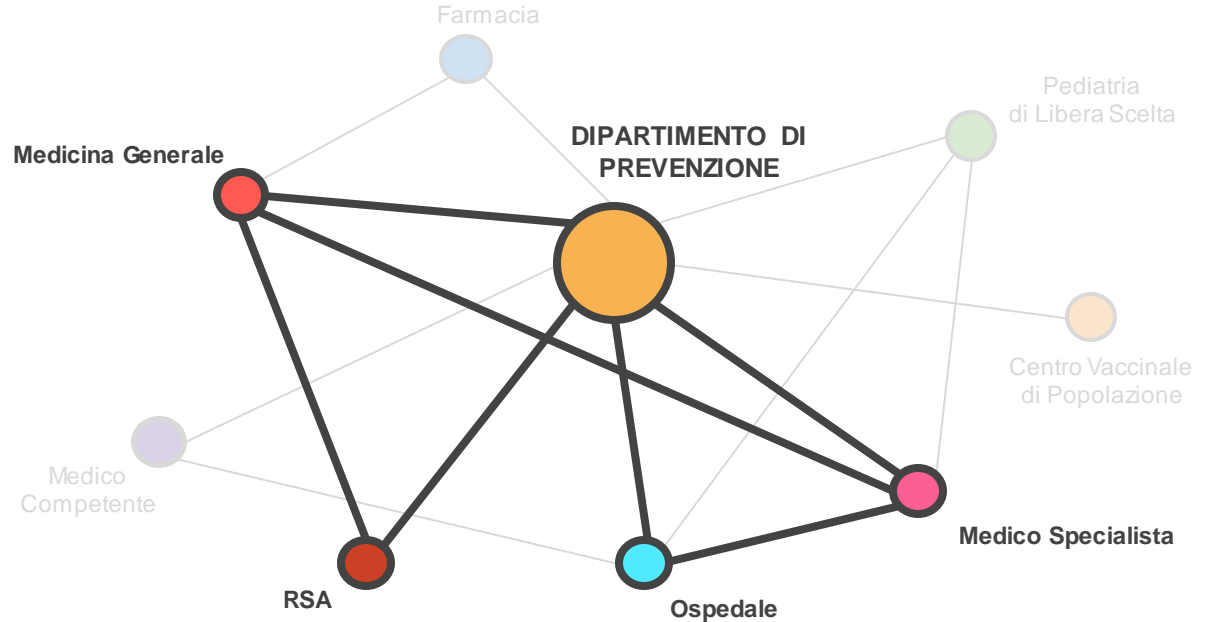 Farmacia
Pediatria
di Libera Scelta
DIPARTIMENTO DI
PREVENZIONE
Medicina Generale
Centro Vaccinale
di Popolazione
Medico
Competente
Medico Specialista
RSA
Ospedale